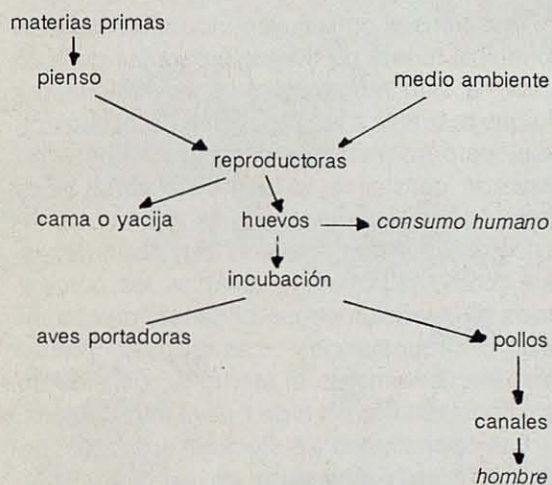 materias primas
pienso
medio ambiente
reproductoras
cama o yacija
huevos
consumo humano
incubación
aves portadoras
pollos
canales
hombre